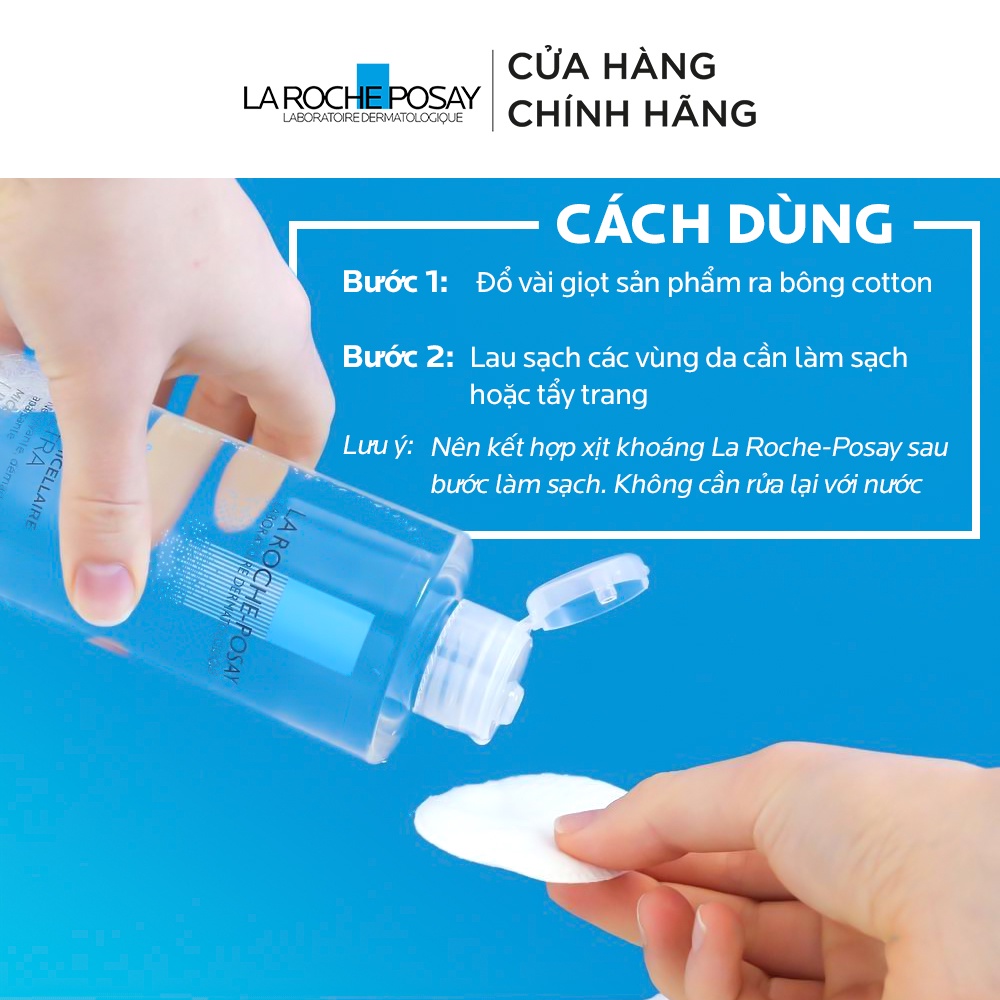 LA ROCHE POSAY
LABORATOIRE DERMATOLOGIQUE
CỬA HÀNG
CHÍNH HÃNG
CÁCH DÙNG
Bước 1: Đổ vài giọt sản phẩm ra bông cotton
Bước 2: Lau sạch các vùng da cần làm sạch
hoặc tẩy trang
Lưu ý: Nên kết hợp xịt khoáng La Roche-Posay sau
bước làm sạch. Không cần rửa lại với nước
MICELLAIRE
LA ROCHE-POSAY